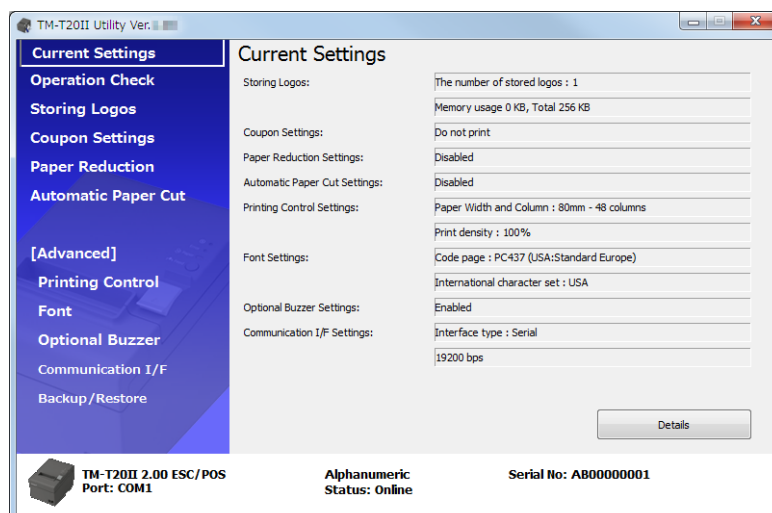 TM-T20II Utility Ver.
Current Settings
Operation Check
Storing Logos
Coupon Settings
Paper Reduction
Automatic Paper Cut
[Advanced]
Printing Control
Font
Optional Buzzer
Communication I/F
Backup/Restore
Current Settings
Storing Logos: The number of stored logos : 1
Memory usage 0 KB, Total 256 KB
Coupon Settings: Do not print
Paper Reduction Settings: Disabled
Automatic Paper Cut Settings: Disabled
Printing Control Settings: Paper Width and Column : 80mm - 48 columns
Print density : 100%
Font Settings: Code page : PC437 (USA:Standard Europe)
International character set : USA
Optional Buzzer Settings: Enabled
Communication I/F Settings: Interface type : Serial
19200 bps
Details
TM-T20II 2.00 ESC/POS Alphanumeric Serial No: AB00000001
Port: COM1 Status: Online